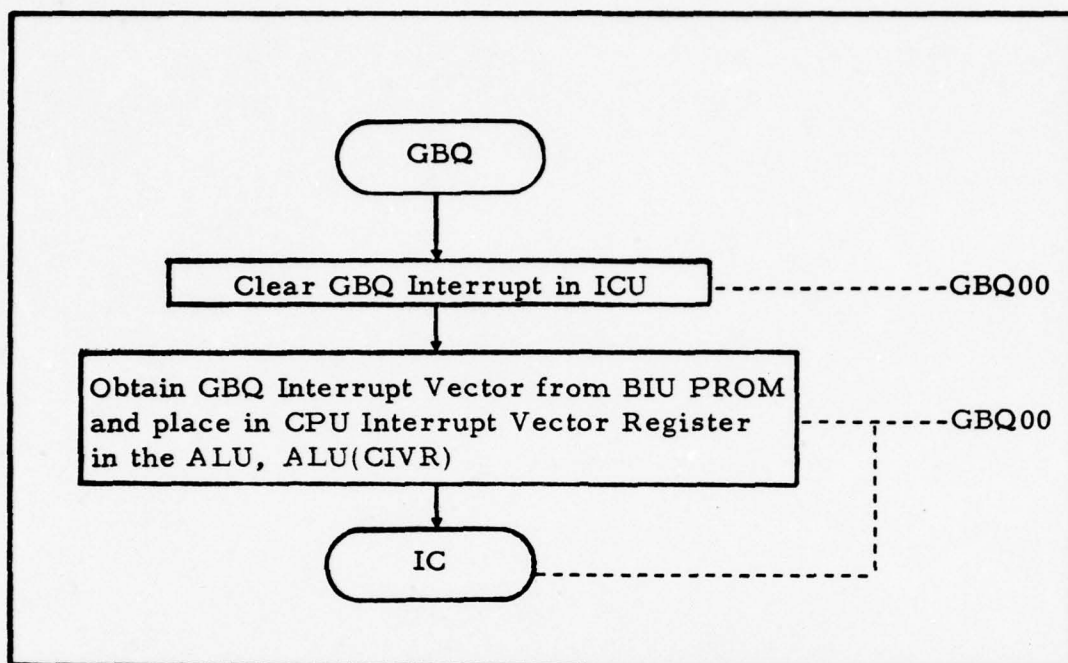 GBQ
Clear GBQ Interrupt in ICU
GBQ00
Obtain GBQ Interrupt Vector from BIU PROM
and place in CPU Interrupt Vector Register
in the ALU, ALU(CIVR)
GBQ00
IC